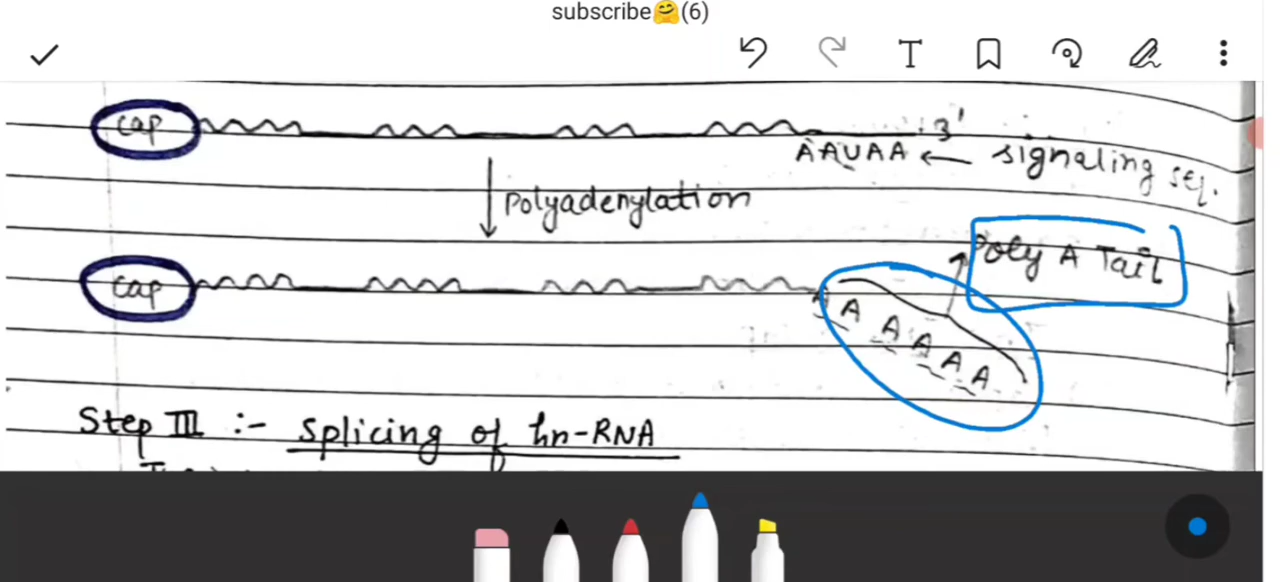 subscribe🤗(6)
T
cap 3'
AAUAA ← signaling seq.
↓ Polyadenylation
Poly A Tail
cap
A A A A A
Step III :- Splicing of hn-RNA